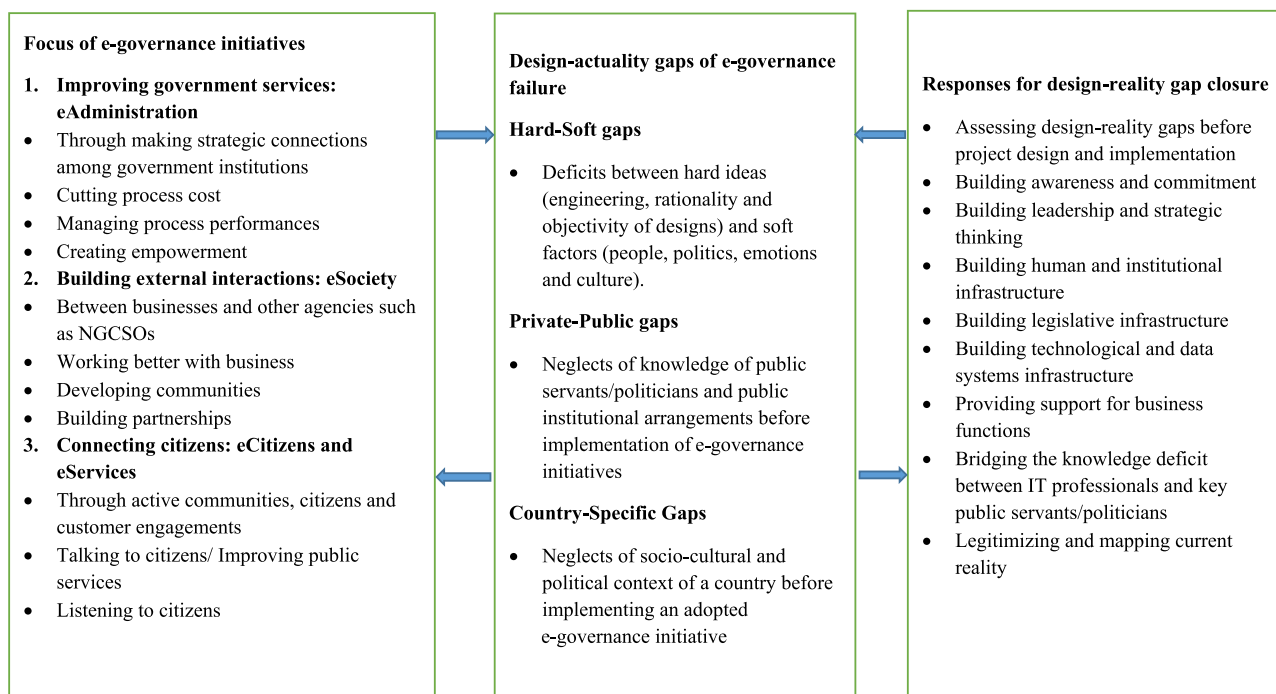 Focus of e-governance initiatives
1. Improving government services:
eAdministration
• Through making strategic connections
among government institutions
• Cutting process cost
• Managing process performances
• Creating empowerment
2. Building external interactions: eSociety
• Between businesses and other agencies such
as NGCSOs
• Working better with business
• Developing communities
• Building partnerships
3. Connecting citizens: eCitizens and
eServices
• Through active communities, citizens and
customer engagements
• Talking to citizens/ Improving public
services
• Listening to citizens
Design-actuality gaps of e-governance
failure
Hard-Soft gaps
• Deficits between hard ideas
(engineering, rationality and
objectivity of designs) and soft
factors (people, politics, emotions
and culture).
Private-Public gaps
• Neglects of knowledge of public
servants/politicians and public
institutional arrangements before
implementation of e-governance
initiatives
Country-Specific Gaps
• Neglects of socio-cultural and
political context of a country before
implementing an adopted
e-governance initiative
Responses for design-reality gap closure
• Assessing design-reality gaps before
project design and implementation
• Building awareness and commitment
• Building leadership and strategic
thinking
• Building human and institutional
infrastructure
• Building legislative infrastructure
• Building technological and data
systems infrastructure
• Providing support for business
functions
• Bridging the knowledge deficit
between IT professionals and key
public servants/politicians
• Legitimizing and mapping current
reality